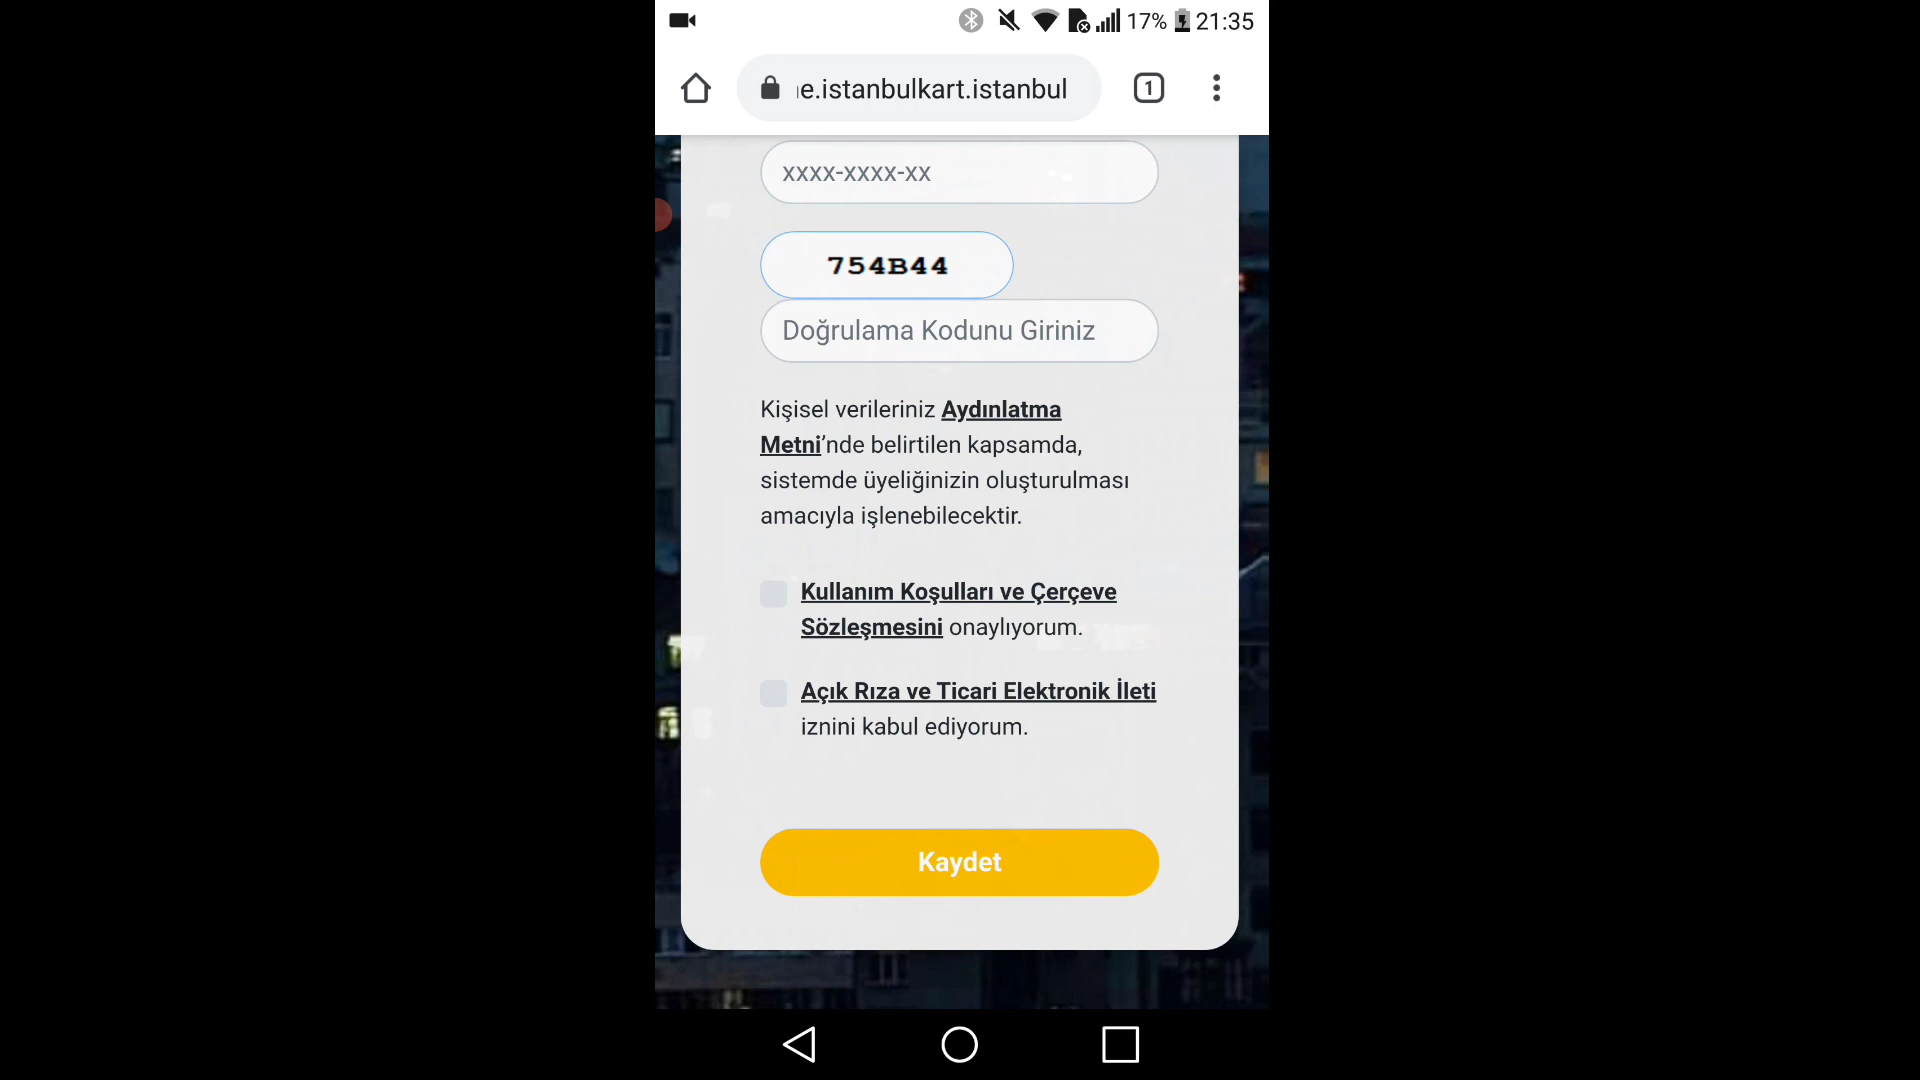 17% 21:35
e.istanbulkart.istanbul 1
xxxx-xxxx-xx
754B44
Doğrulama Kodunu Giriniz
Kişisel verileriniz Aydınlatma
Metni’nde belirtilen kapsamda,
sistemde üyeliğinizin oluşturulması
amacıyla işlenebilecektir.
Kullanım Koşulları ve Çerçeve
Sözleşmesini onaylıyorum.
Açık Rıza ve Ticari Elektronik İleti
iznini kabul ediyorum.
Kaydet